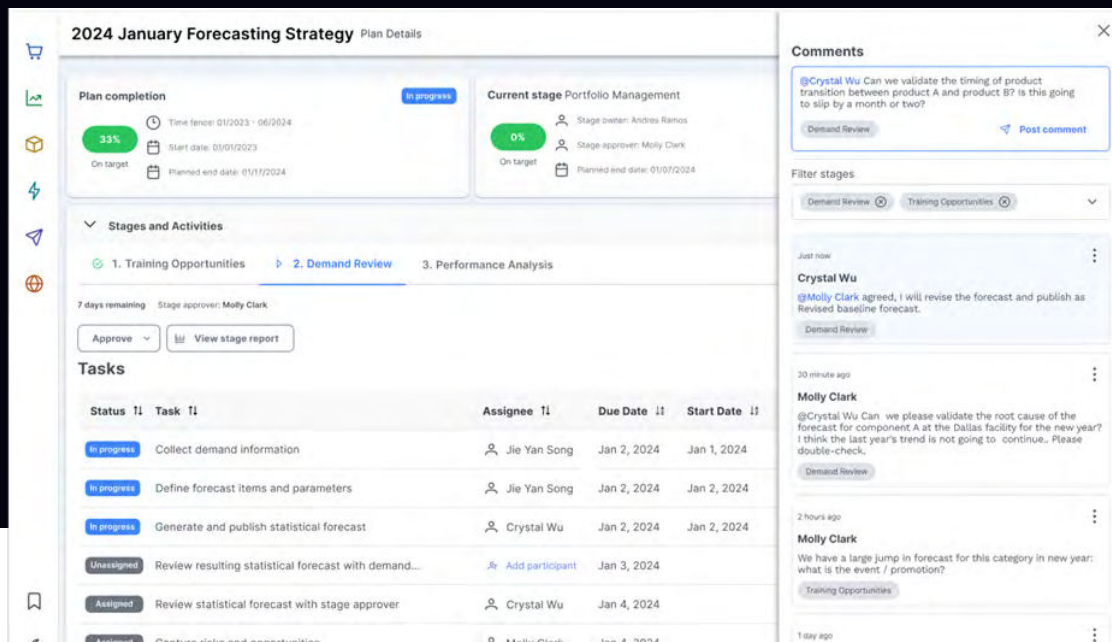 2024 January Forecasting Strategy Plan Details
Plan completion
In progress
33%
On target
Time fence: 01/2023 - 06/2024
Start date: 01/01/2023
Planned end date: 01/17/2024
Current stage Portfolio Management
0%
On target
Stage owner: Andres Ramos
Stage approver: Molly Clark
Planned end date: 01/07/2024
Stages and Activities
1. Training Opportunities
2. Demand Review
3. Performance Analysis
7 days remaining Stage approver: Molly Clark
Approve
View stage report
Tasks
Status Task Assignee Due Date Start Date
In progress Collect demand information Jie Yan Song Jan 2, 2024 Jan 1, 2024
In progress Define forecast items and parameters Jie Yan Song Jan 2, 2024 Jan 2, 2024
In progress Generate and publish statistical forecast Crystal Wu Jan 2, 2024 Jan 2, 2024
Unassigned Review resulting statistical forecast with demand... Add participant Jan 3, 2024
Assigned Review statistical forecast with stage approver Crystal Wu Jan 4, 2024
Assigned Capture risks and opportunities Molly Clark Jan 4, 2024
Comments
@Crystal Wu Can we validate the timing of product
transition between product A and product B? Is this going
to slip by a month or two?
Demand Review
Post comment
Filter stages
Demand Review
Training Opportunities
Just now
Crystal Wu
@Molly Clark agreed, I will revise the forecast and publish as
Revised baseline forecast.
Demand Review
30 minute ago
Molly Clark
@Crystal Wu Can we please validate the root cause of the
forecast for component A at the Dallas facility for the new year?
I think the last year's trend is not going to continue.. Please
double-check.
Demand Review
2 hours ago
Molly Clark
We have a large jump in forecast for this category in new year:
what is the event / promotion?
Training Opportunities
1 day ago